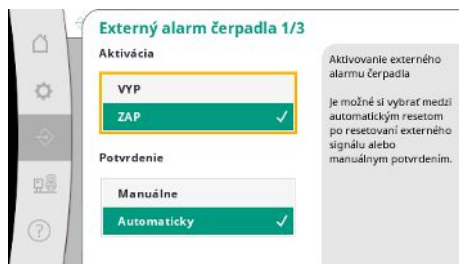 Externý alarm čerpadla 1/3
Aktivácia
VYP
ZAP
Potvrdenie
Manuálne
Automaticky
Aktivovanie externého
alarmu čerpadla
Je možné si vybrať medzi
automatickým resetom
po resetovaní externého
signálu alebo
manuálnym potvrdením.